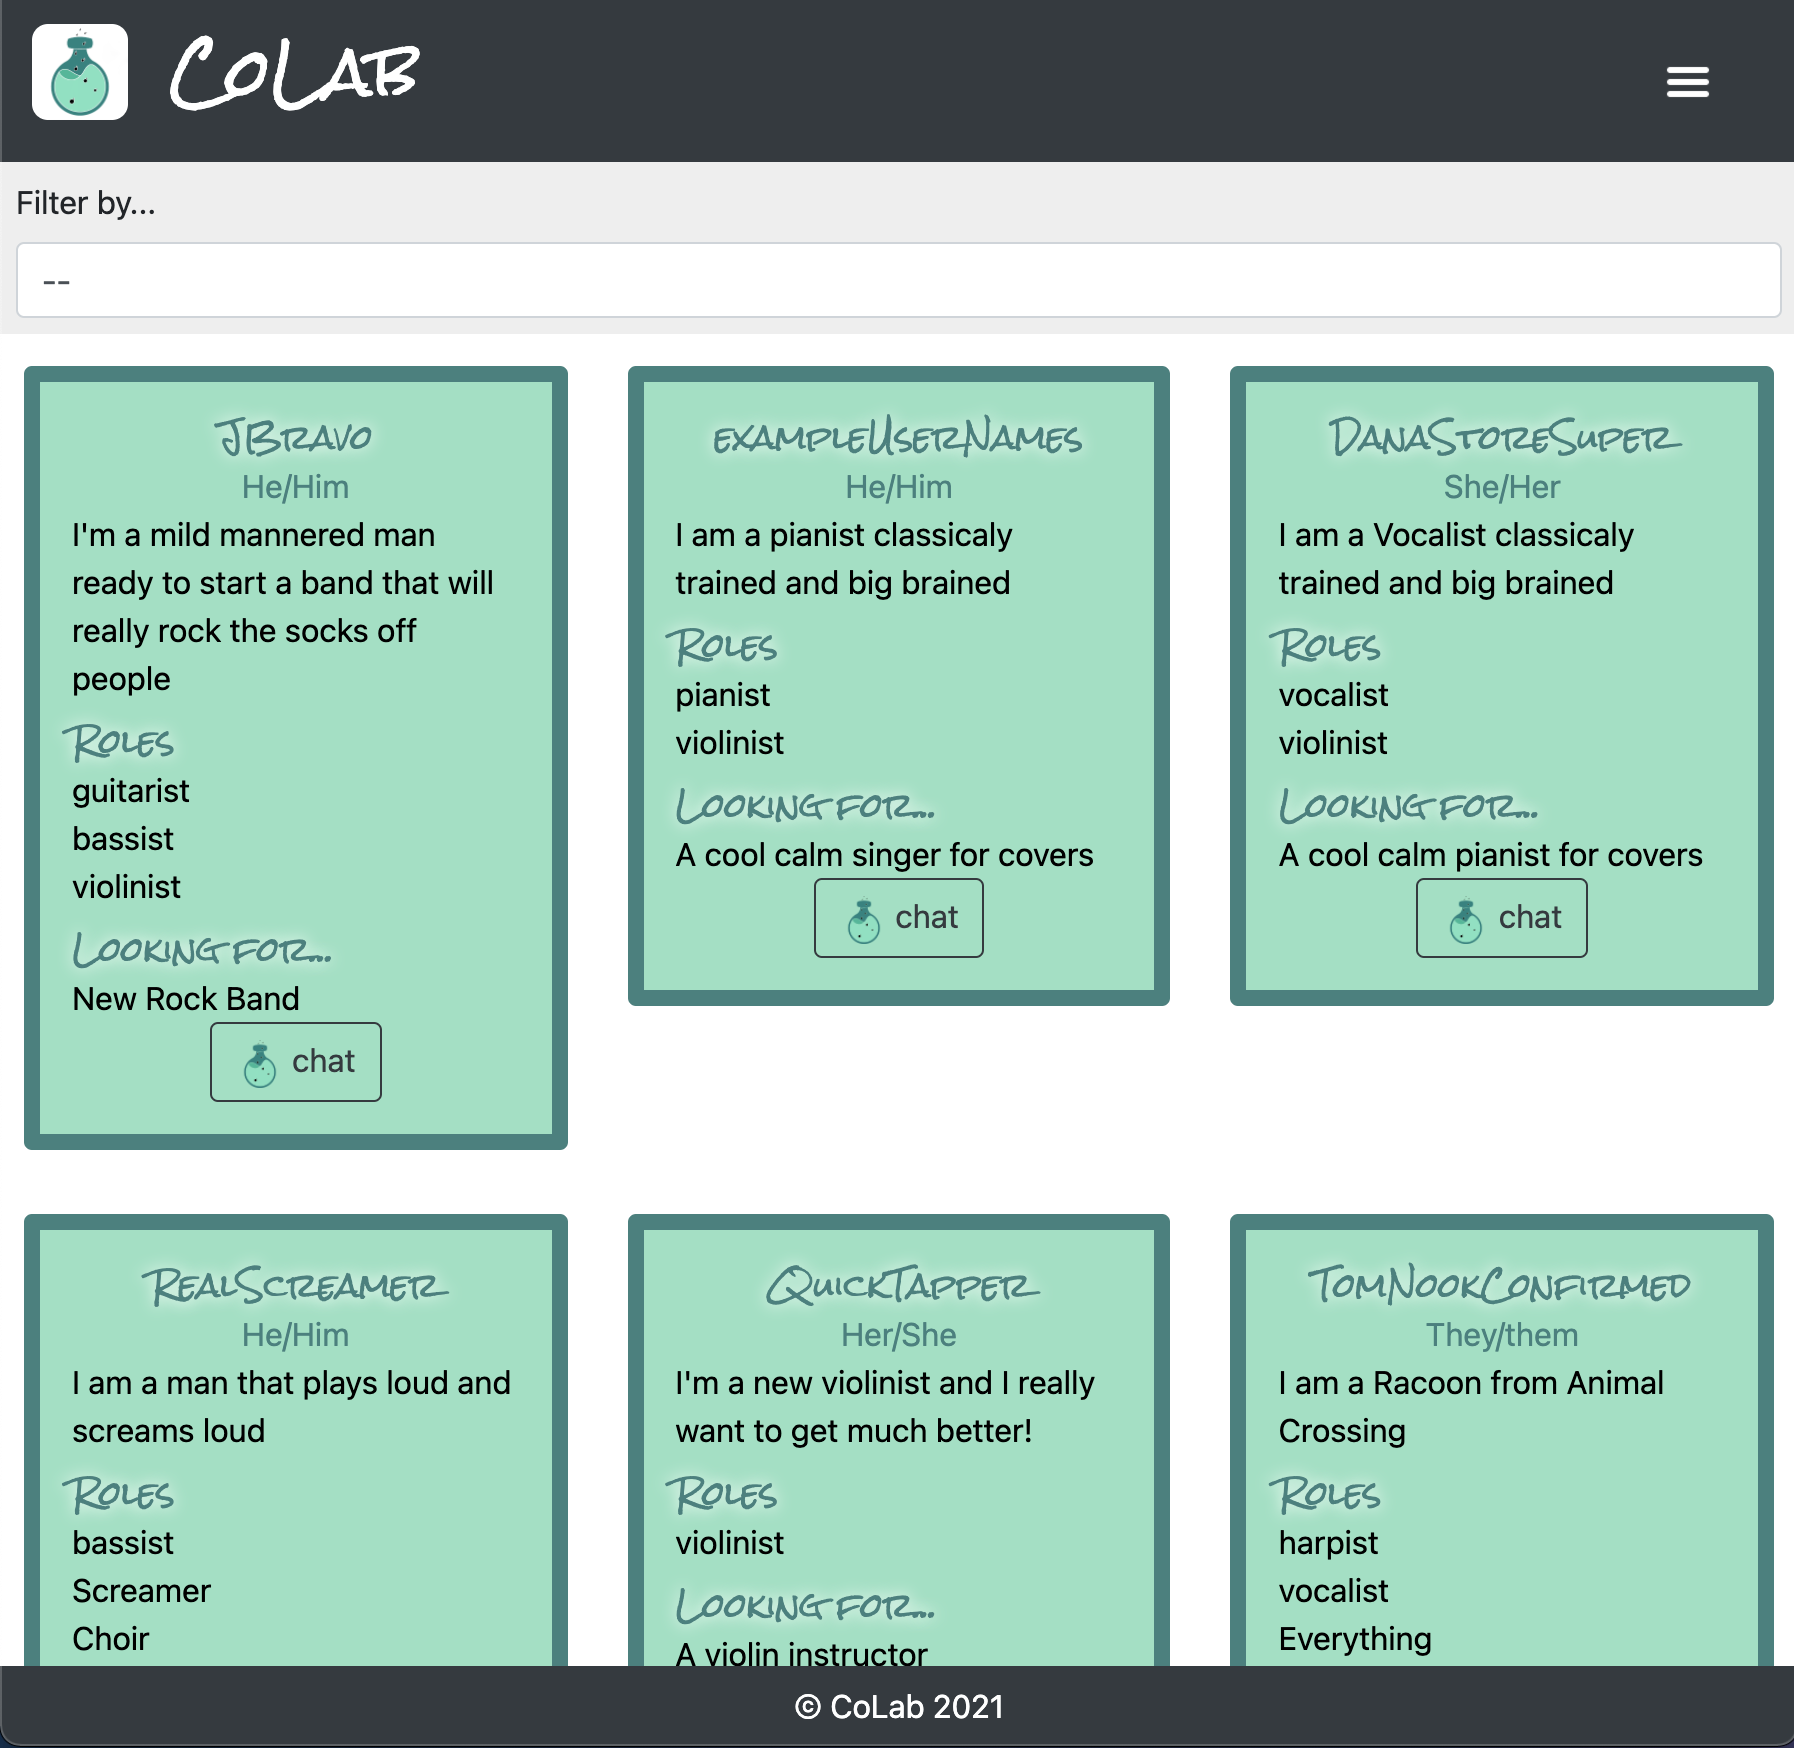 CoLab
Filter by...
--
JBravo
He/Him
I'm a mild mannered man
ready to start a band that will
really rock the socks off
people
Roles
guitarist
bassist
violinist
Looking for...
New Rock Band
chat
exampleUserNames
He/Him
I am a pianist classicaly
trained and big brained
Roles
pianist
violinist
Looking for...
A cool calm singer for covers
chat
DanaStoreSuper
She/Her
I am a Vocalist classicaly
trained and big brained
Roles
vocalist
violinist
Looking for...
A cool calm pianist for covers
chat
RealScreamer
He/Him
I am a man that plays loud and
screams loud
Roles
bassist
Screamer
Choir
QuickTapper
Her/She
I'm a new violinist and I really
want to get much better!
Roles
violinist
Looking for...
A violin instructor
TomNookConfirmed
They/them
I am a Racoon from Animal
Crossing
Roles
harpist
vocalist
Everything
© CoLab 2021